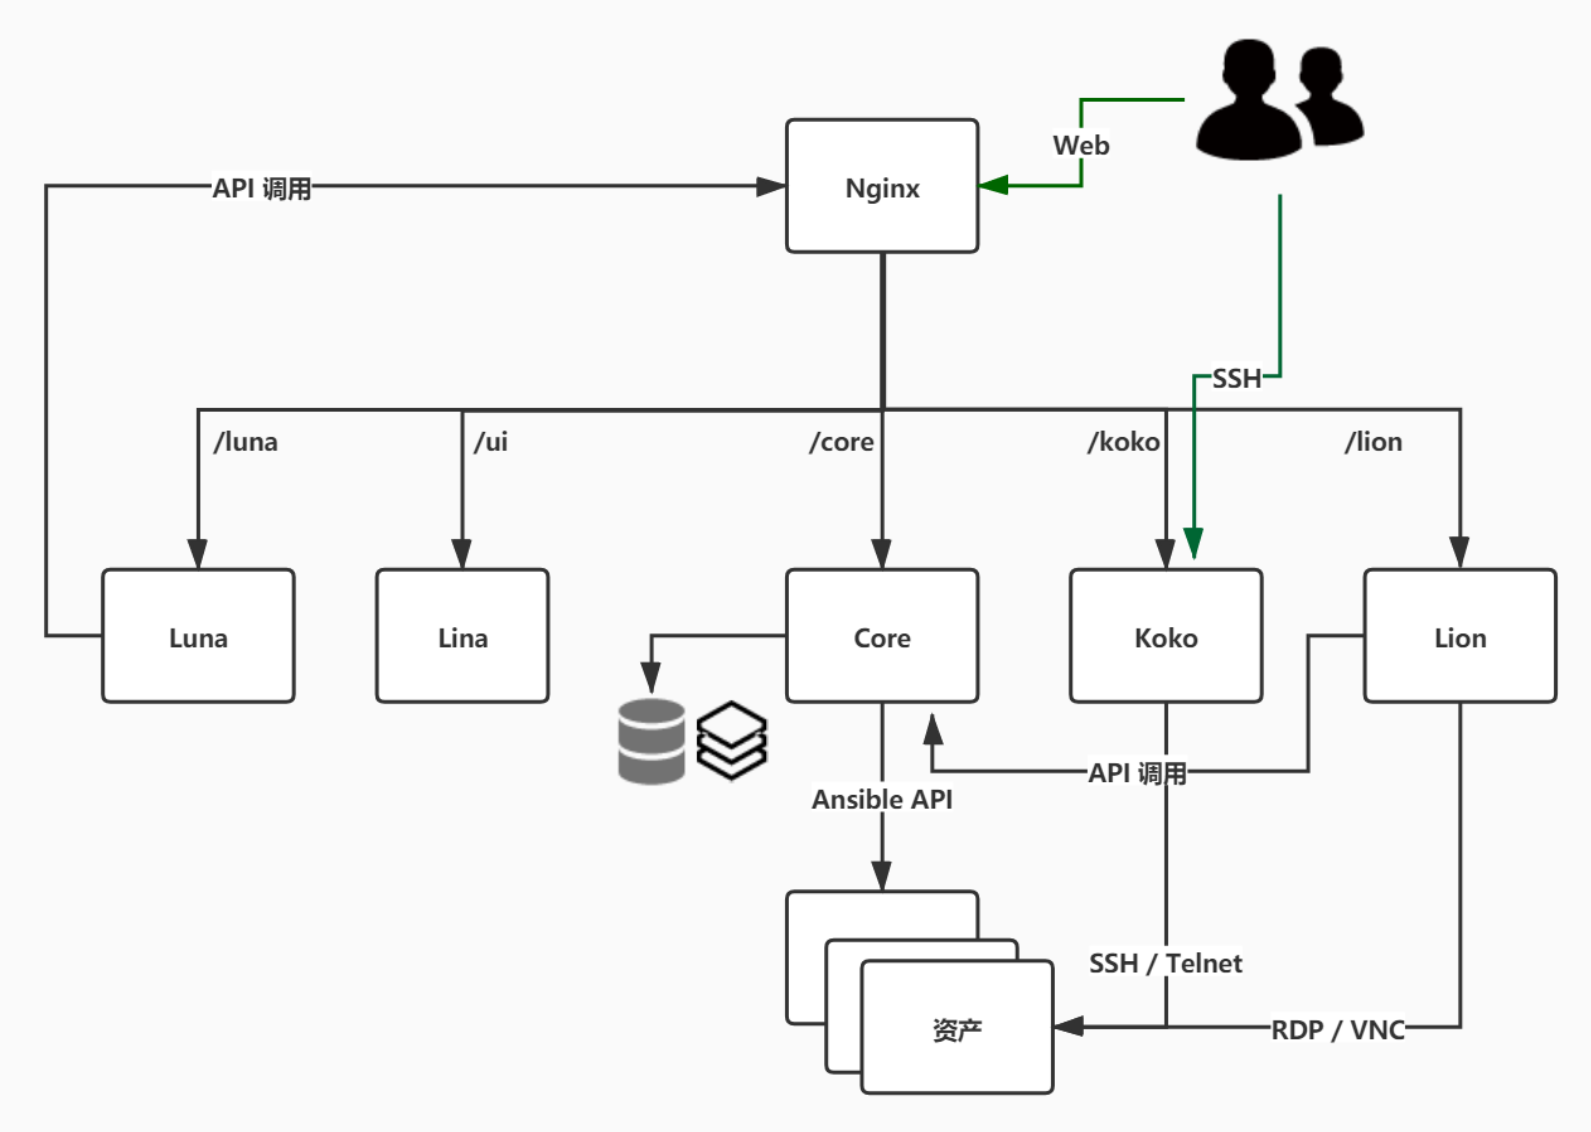 Web
API 调用
Nginx
SSH
/luna
/ui
/core
/koko
/lion
Luna
Lina
Core
Koko
Lion
API 调用
Ansible API
SSH / Telnet
资产
RDP / VNC